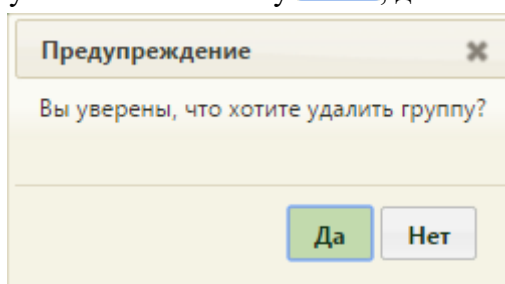 Предупреждение
Вы уверены, что хотите удалить группу?
Да Нет